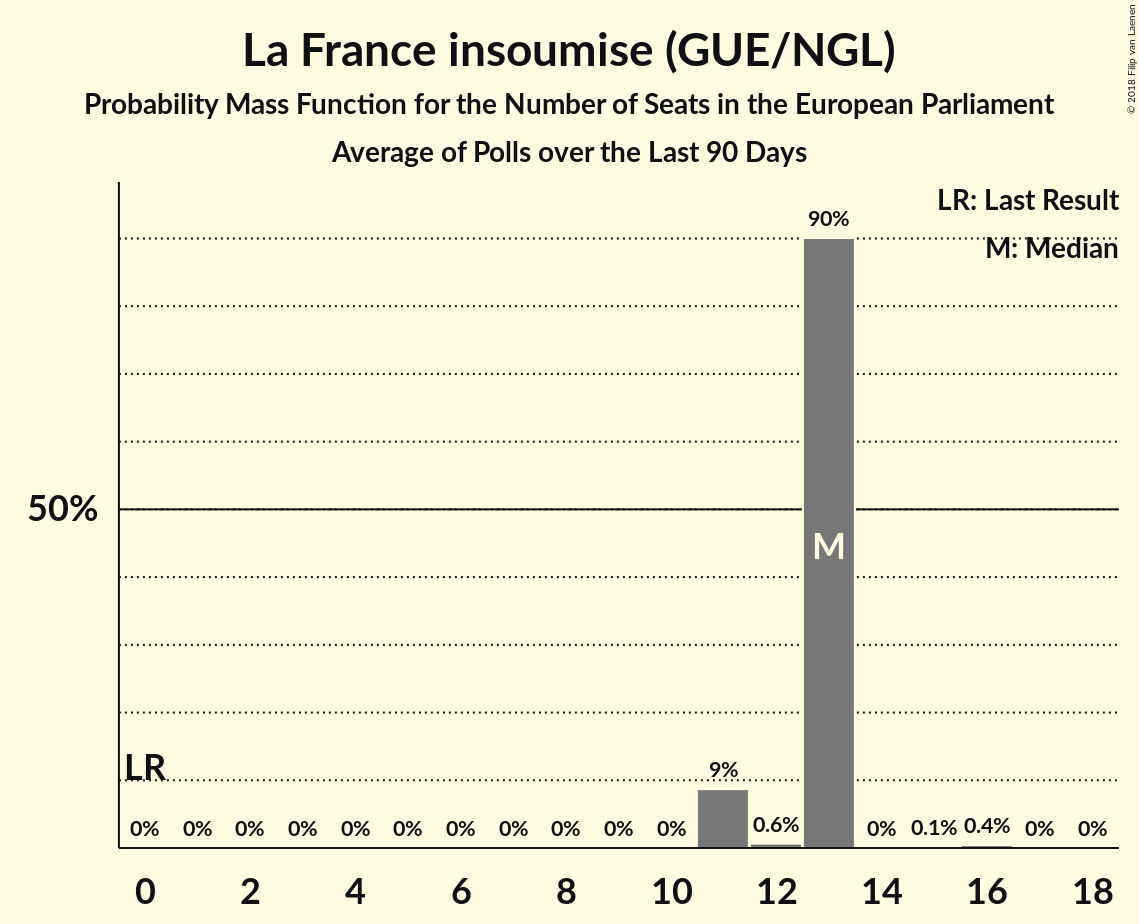 La France insoumise (GUE/NGL)
Probability Mass Function for the Number of Seats in the European Parliament
Average of Polls over the Last 90 Days
© 2018 Filip van Laenen
LR: Last Result
M: Median
90%
50%
M
LR
9%
0% 0% 0% 0% 0% 0% 0% 0% 0% 0% 0% 0.6% 0% 0.1% 0.4% 0% 0%
0 2 4 6 8 10 12 14 16 18